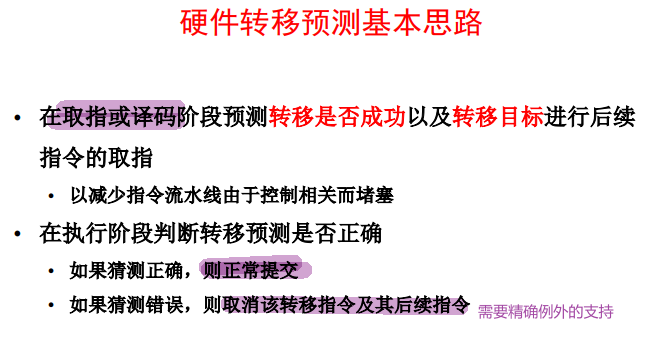 硬件转移预测基本思路
• 在取指或译码阶段预测转移是否成功以及转移目标进行后续
指令的取指
• 以减少指令流水线由于控制相关而堵塞
• 在执行阶段判断转移预测是否正确
• 如果猜测正确，则正常提交
• 如果猜测错误，则取消该转移指令及其后续指令 需要精确例外的支持